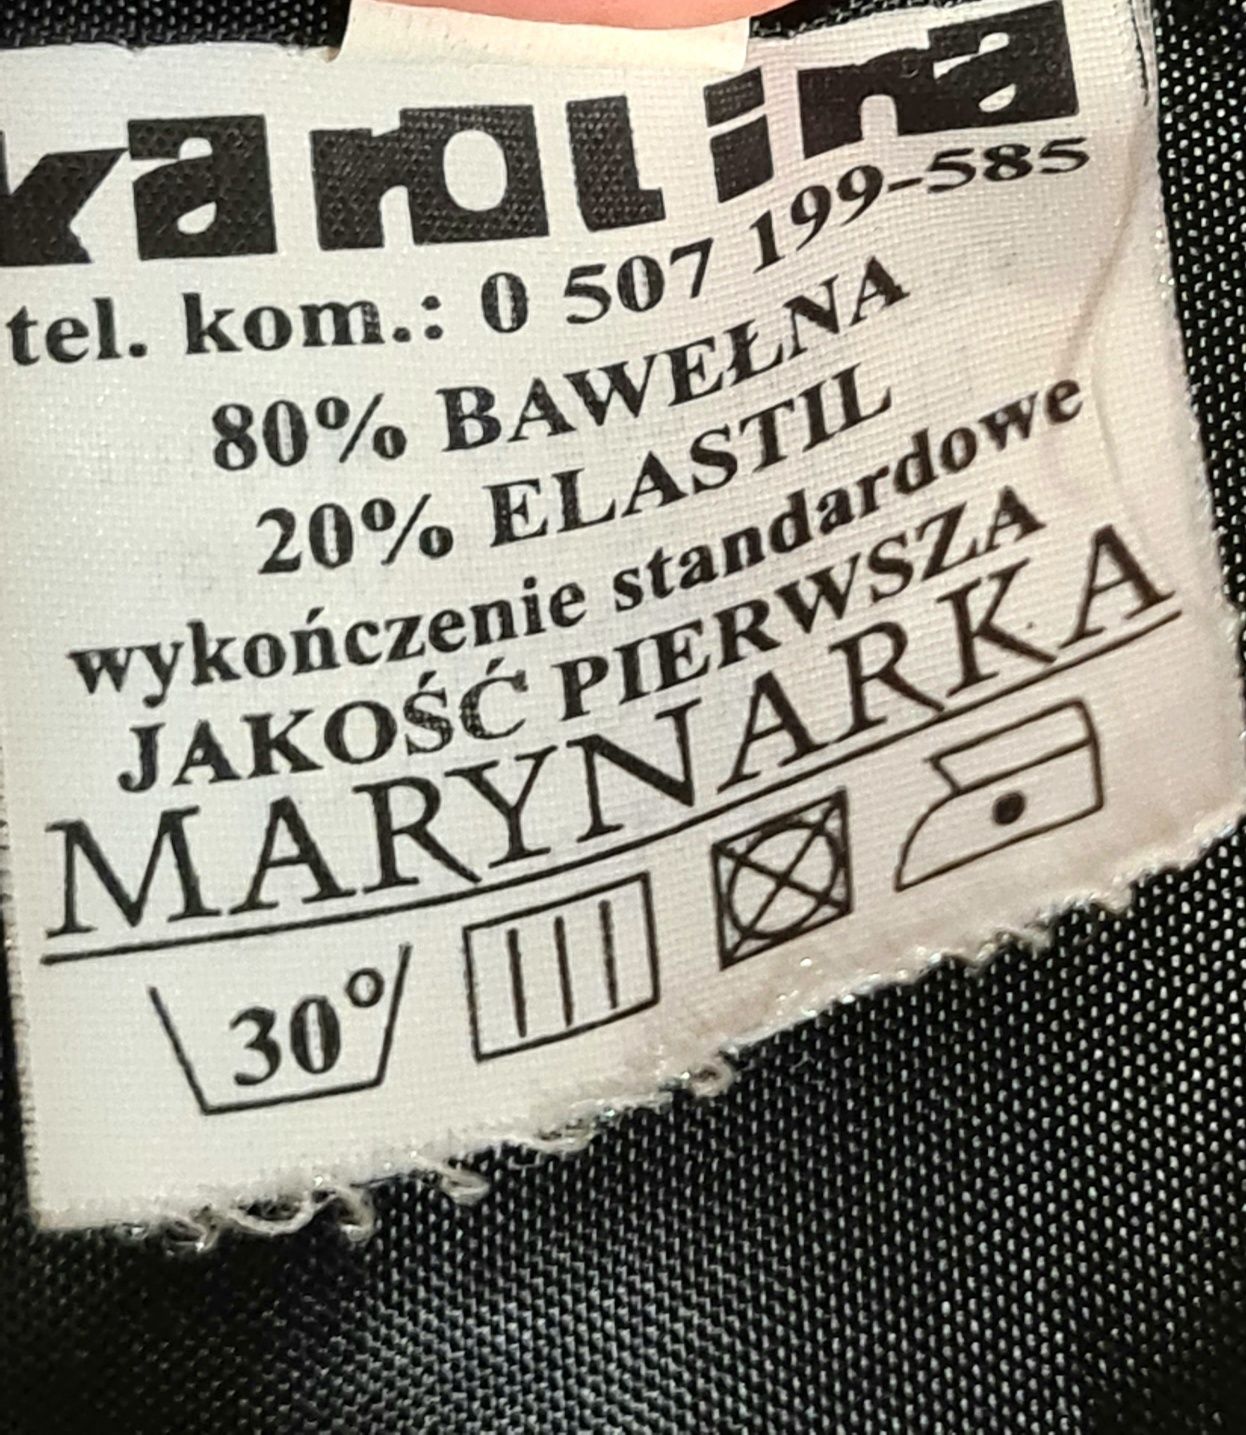 karolina
tel. kom.: 0 507 199-585
80% BAWEŁNA
20% ELASTIL
wykończenie standardowe
JAKOŚĆ PIERWSZA
MARYNARKA
30°